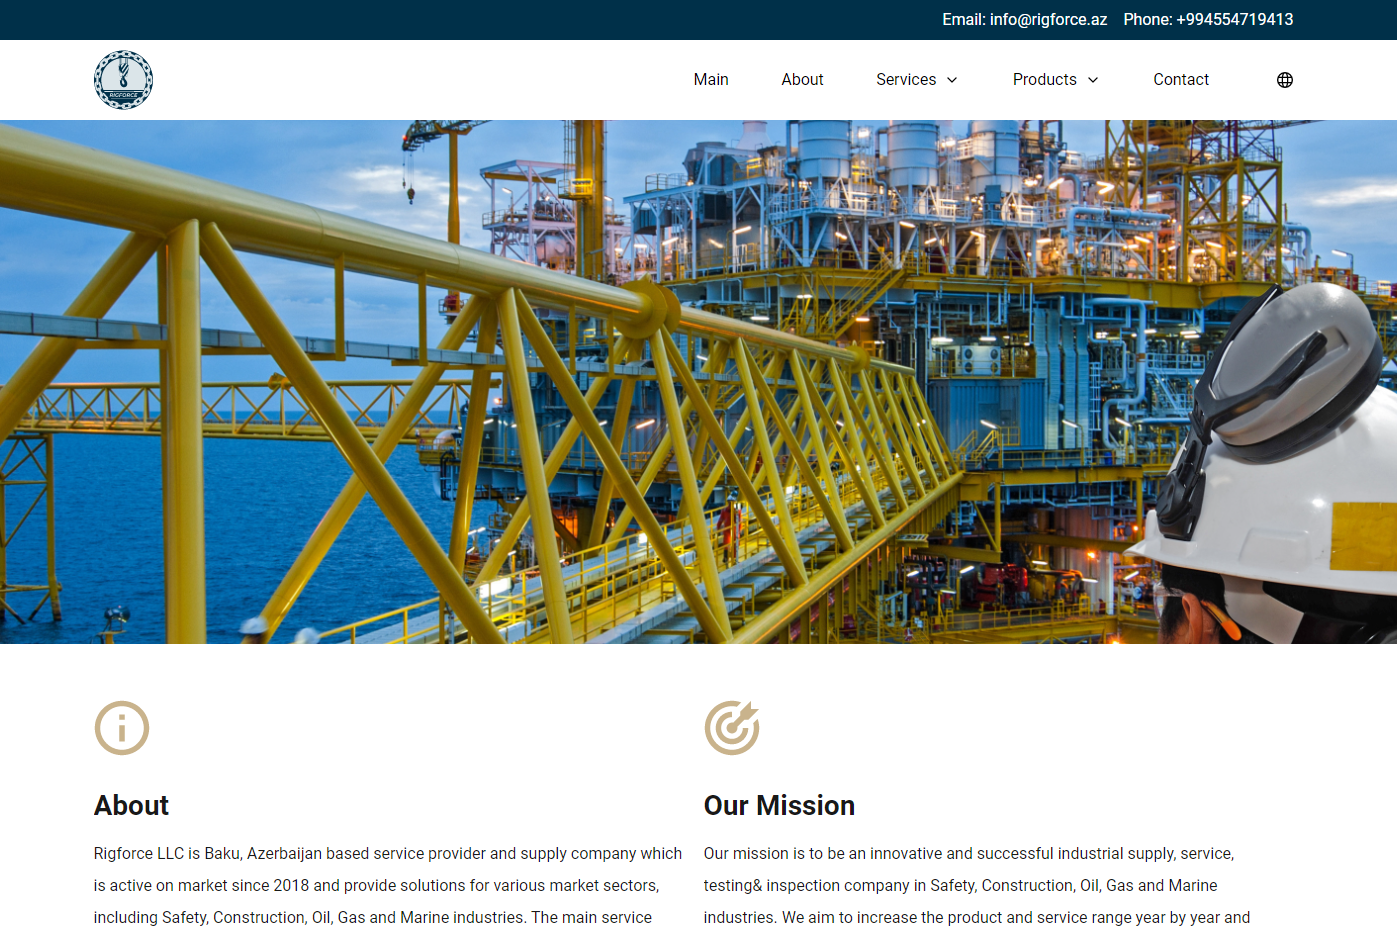 Email: info@rigforce.az Phone: +994554719413
RIGFORCE
Main About Services Products Contact
About
Rigforce LLC is Baku, Azerbaijan based service provider and supply company which
is active on market since 2018 and provide solutions for various market sectors,
including Safety, Construction, Oil, Gas and Marine industries. The main service
Our Mission
Our mission is to be an innovative and successful industrial supply, service,
testing& inspection company in Safety, Construction, Oil, Gas and Marine
industries. We aim to increase the product and service range year by year and